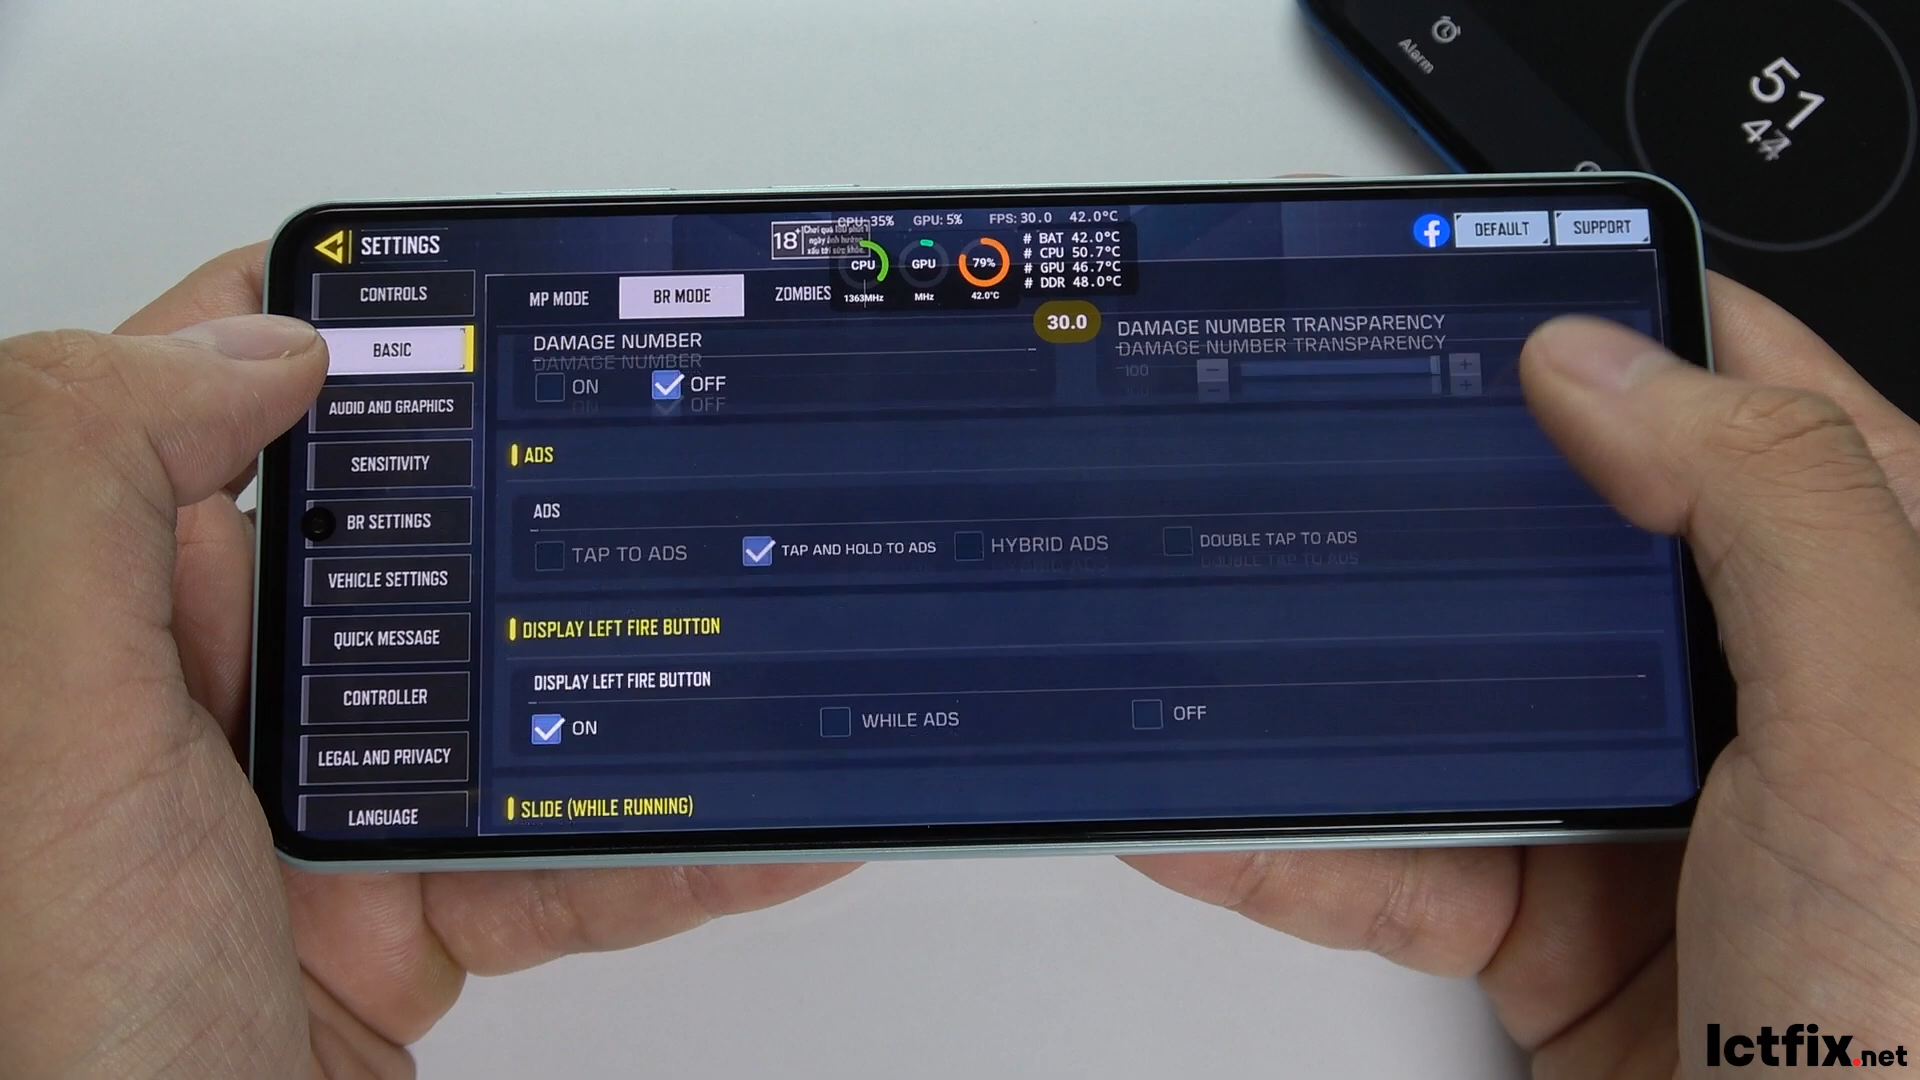 Alarm
51
44
SETTINGS
18+
CPU: 35% GPU: 5% FPS: 30.0 42.0°C
CPU
GPU
79%
1363MHz
MHz
42.0°C
# BAT 42.0°C
# CPU 50.7°C
# GPU 46.7°C
# DDR 48.0°C
DEFAULT
SUPPORT
30.0
CONTROLS
BASIC
AUDIO AND GRAPHICS
SENSITIVITY
BR SETTINGS
VEHICLE SETTINGS
QUICK MESSAGE
CONTROLLER
LEGAL AND PRIVACY
LANGUAGE
MP MODE
BR MODE
ZOMBIES
DAMAGE NUMBER
ON
OFF
DAMAGE NUMBER TRANSPARENCY
100
ADS
ADS
TAP TO ADS
TAP AND HOLD TO ADS
HYBRID ADS
DOUBLE TAP TO ADS
DISPLAY LEFT FIRE BUTTON
DISPLAY LEFT FIRE BUTTON
ON
WHILE ADS
OFF
SLIDE (WHILE RUNNING)
Ictfix.net